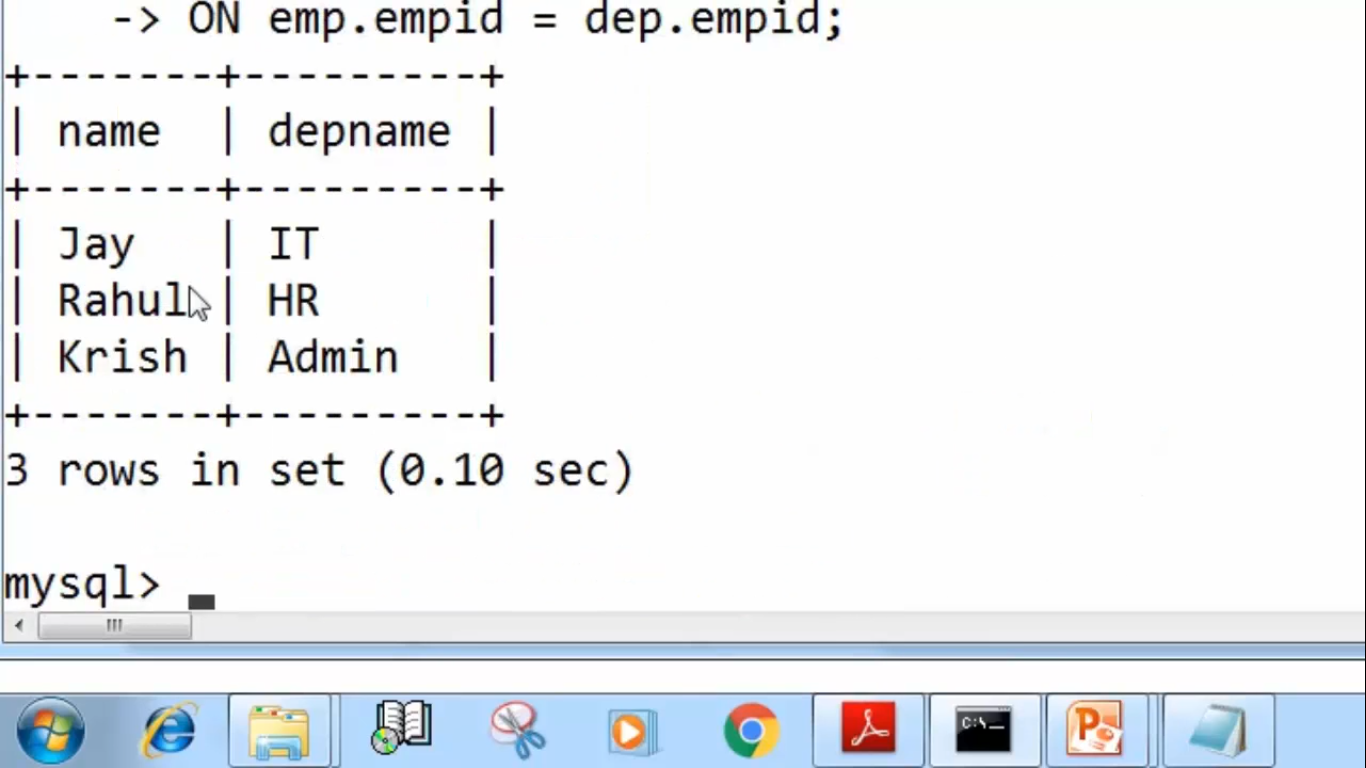 -> ON emp.empid = dep.empid;
+-------+---------+
| name  | depname |
+-------+---------+
| Jay   | IT      |
| Rahul | HR      |
| Krish | Admin   |
+-------+---------+
3 rows in set (0.10 sec)
mysql>
C:\_
P